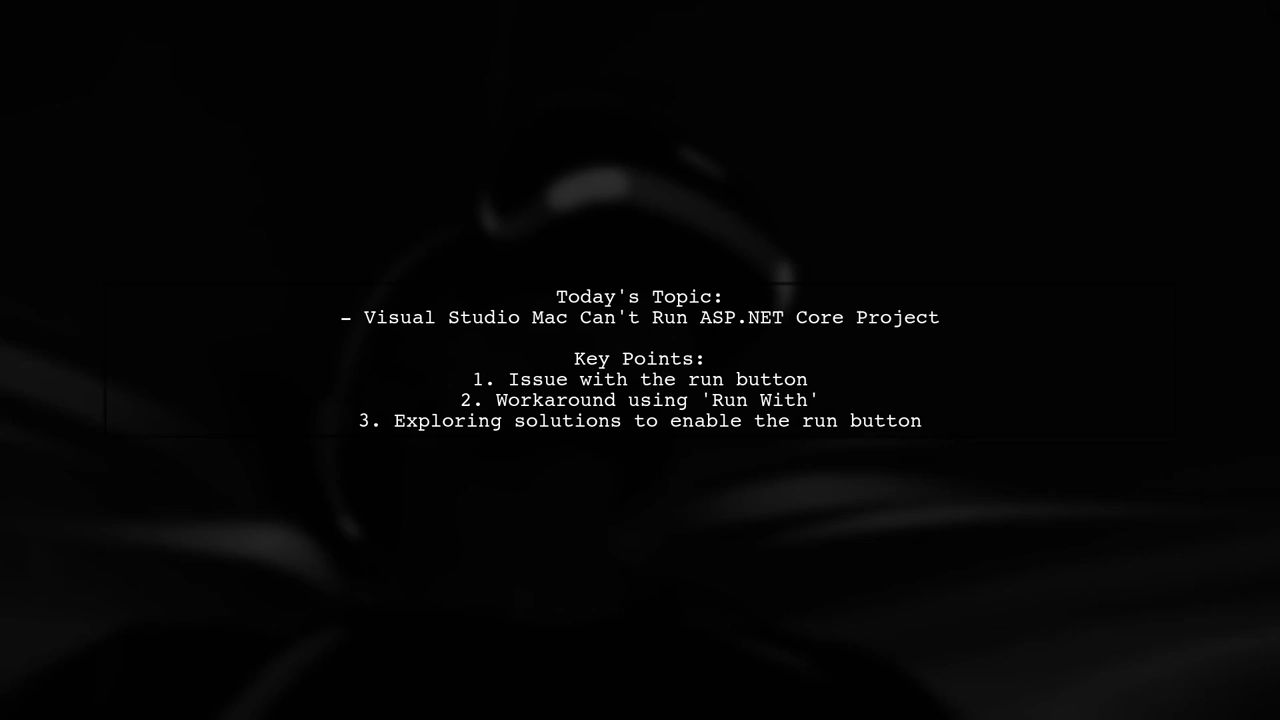 Today's Topic:
– Visual Studio Mac Can't Run ASP.NET Core Project
Key Points:
1. Issue with the run button
2. Workaround using 'Run With'
3. Exploring solutions to enable the run button